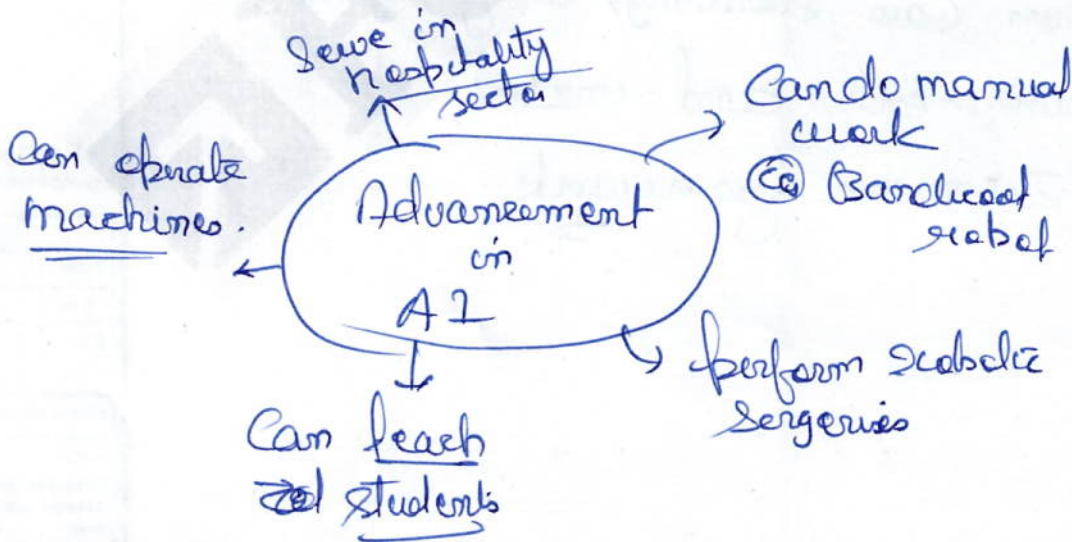 Serve in
hospitality
sector
Can do manual
work
eg Bandicoot
robot
Can operate
machines.
Advancement
in
AI
perform robotic
sergeries
Can teach
students